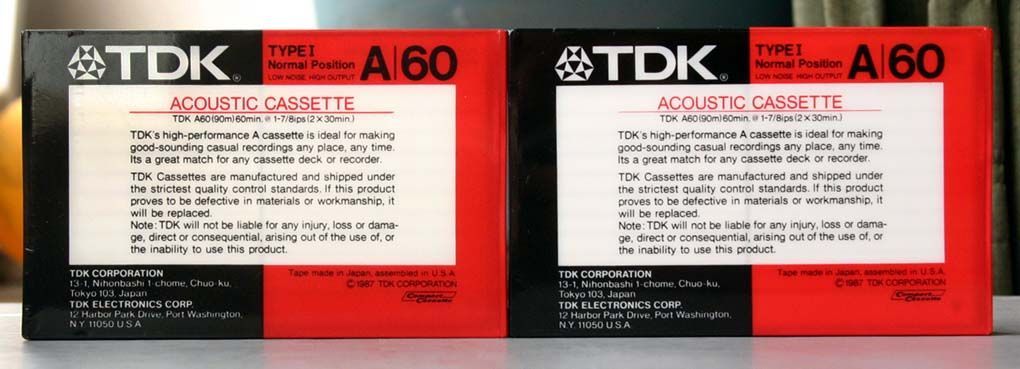 TDK®
TYPE I
Normal Position
LOW NOISE HIGH OUTPUT
A|60
ACOUSTIC CASSETTE
TDK A60(90m)60min. @ 1-7/8ips(2×30min.)
TDK's high-performance A cassette is ideal for making
good-sounding casual recordings any place, any time.
Its a great match for any cassette deck or recorder.
TDK Cassettes are manufactured and shipped under
the strictest quality control standards. If this product
proves to be defective in materials or workmanship, it
will be replaced.
Note: TDK will not be liable for any injury, loss or dama-
ge, direct or consequential, arising out of the use of, or
the inability to use this product.
TDK CORPORATION
13-1, Nihonbashi 1-chome, Chuo-ku,
Tokyo 103, Japan
TDK ELECTRONICS CORP.
12 Harbor Park Drive, Port Washington,
N.Y. 11050 U.S.A
Tape made in Japan, assembled in U.S.A.
©1987 TDK CORPORATION
Compact
Cassette
TDK®
TYPE I
Normal Position
LOW NOISE HIGH OUTPUT
A|60
ACOUSTIC CASSETTE
TDK A60(90m)60min. @ 1-7/8ips(2×30min.)
TDK's high-performance A cassette is ideal for making
good-sounding casual recordings any place, any time.
Its a great match for any cassette deck or recorder.
TDK Cassettes are manufactured and shipped under
the strictest quality control standards. If this product
proves to be defective in materials or workmanship, it
will be replaced.
Note: TDK will not be liable for any injury, loss or dama-
ge, direct or consequential, arising out of the use of, or
the inability to use this product.
TDK CORPORATION
13-1, Nihonbashi 1-chome, Chuo-ku,
Tokyo 103, Japan
TDK ELECTRONICS CORP.
12 Harbor Park Drive, Port Washington,
N.Y. 11050 U.S.A
Tape made in Japan, assembled in U.S.A.
©1987 TDK CORPORATION
Compact
Cassette